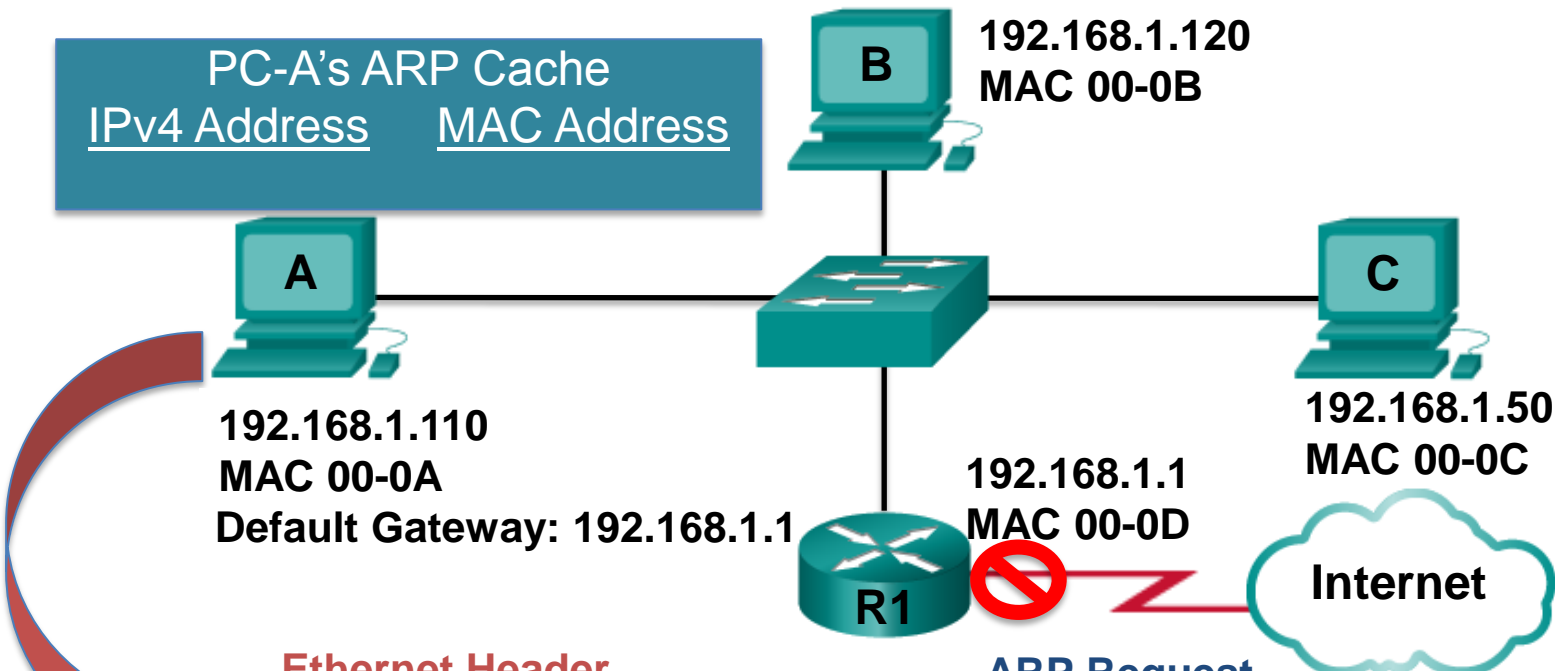 PC-A's ARP Cache
IPv4 Address MAC Address
B
192.168.1.120
MAC 00-0B
A
192.168.1.110
MAC 00-0A
Default Gateway: 192.168.1.1
C
192.168.1.50
MAC 00-0C
192.168.1.1
MAC 00-0D
R1
Internet
Ethernet Header
ARP Request